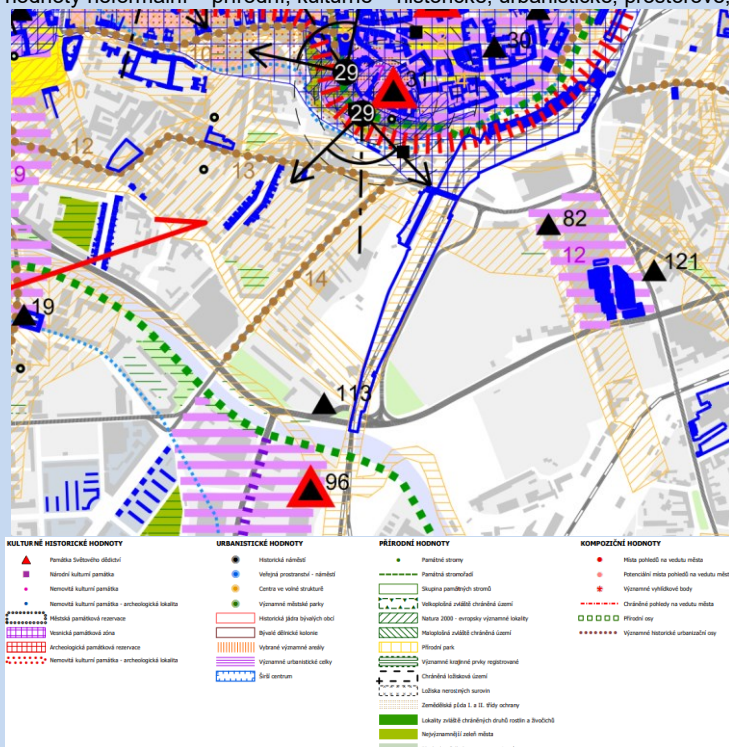 hodnoty neformální – přírodní, kulturně – historické, urbanistické, prostorové,
29
31
30
10
29
12
13
9
14
82
12
121
19
113
96
KULTURNĚ HISTORICKÉ HODNOTY
Památka Světového dědictví
Národní kulturní památka
Nemovitá kulturní památka
Nemovitá kulturní památka - archeologická lokalita
Městská památková rezervace
Vesnická památková zóna
Archeologická památková rezervace
Nemovitá kulturní památka - archeologická lokalita
URBANISTICKÉ HODNOTY
Historická náměstí
Veřejná prostranství - náměstí
Centra ve volné struktuře
Významné městské parky
Historická jádra bývalých obcí
Bývalé dělnické kolonie
Vybrané významné areály
Významné urbanistické celky
Širší centrum
PŘÍRODNÍ HODNOTY
Památné stromy
Památná stromořadí
Skupina památných stromů
Velkoplošná zvláště chráněná území
Natura 2000 - evropsky významné lokality
Maloplošná zvláště chráněná území
Přírodní park
Významné krajinné prvky registrované
Chráněná ložisková území
Ložiska nerostných surovin
Zemědělská půda I. a II. třídy ochrany
Lokality zvláště chráněných druhů rostlin a živočichů
Nejvýznamnější zeleň města
KOMPOZIČNÍ HODNOTY
Místa pohledů na vedutu města
Potenciální místa pohledů na vedutu měst
Významné vyhlídkové body
Chráněné pohledy na vedutu města
Přírodní osy
Významné historické urbanizační osy